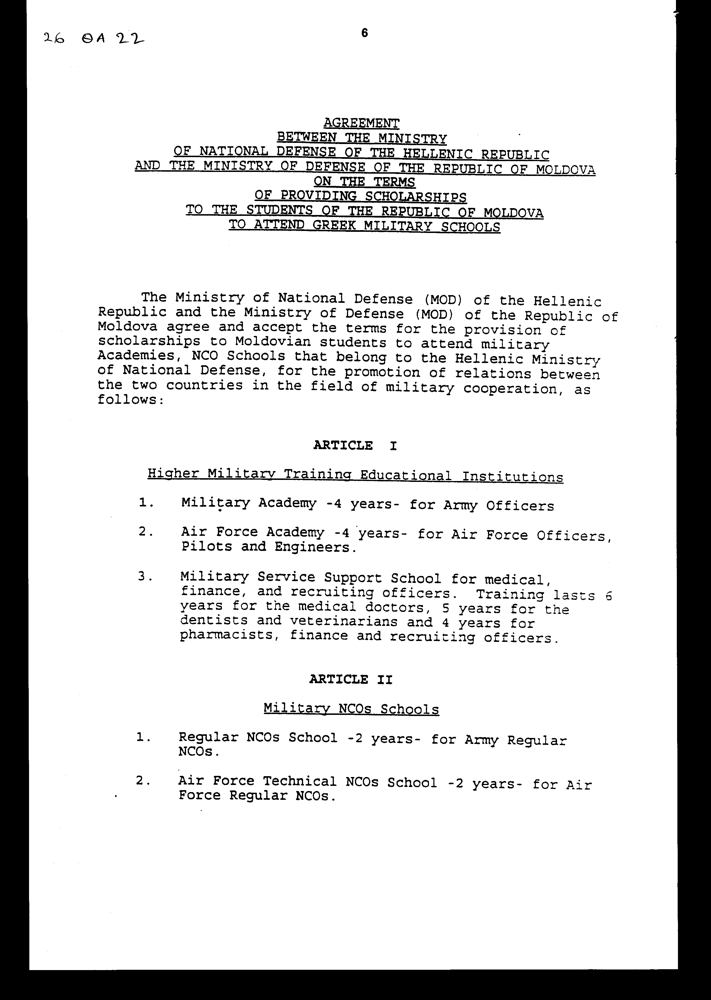 26 ΘA 22
6
AGREEMENT
BETWEEN THE MINISTRY
OF NATIONAL DEFENSE OF THE HELLENIC REPUBLIC
AND THE MINISTRY OF DEFENSE OF THE REPUBLIC OF MOLDOVA
ON THE TERMS
OF PROVIDING SCHOLARSHIPS
TO THE STUDENTS OF THE REPUBLIC OF MOLDOVA
TO ATTEND GREEK MILITARY SCHOOLS
The Ministry of National Defense (MOD) of the Hellenic
Republic and the Ministry of Defense (MOD) of the Republic of
Moldova agree and accept the terms for the provision of
scholarships to Moldovian students to attend military
Academies, NCO Schools that belong to the Hellenic Ministry
of National Defense, for the promotion of relations between
the two countries in the field of military cooperation, as
follows:
ARTICLE I
Higher Military Training Educational Institutions
1. Military Academy -4 years- for Army Officers
2. Air Force Academy -4 years- for Air Force Officers,
Pilots and Engineers.
3. Military Service Support School for medical,
finance, and recruiting officers. Training lasts 6
years for the medical doctors, 5 years for the
dentists and veterinarians and 4 years for
pharmacists, finance and recruiting officers.
ARTICLE II
Military NCOs Schools
1. Regular NCOs School -2 years- for Army Regular
NCOs.
2. Air Force Technical NCOs School -2 years- for Air
Force Regular NCOs.